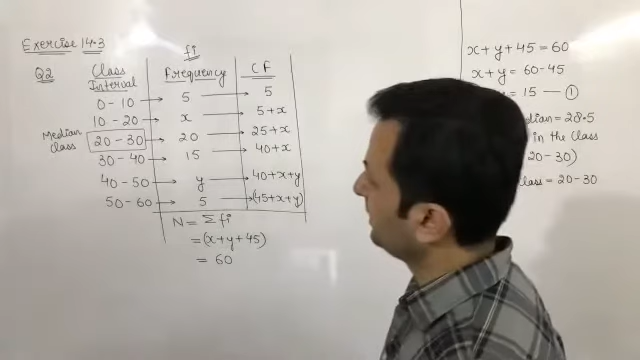 Exercise 14.3
Q2
Class Interval
fi
Frequency
CF
0-10 → 5 → 5
10-20 → x → 5+x
Median Class 20-30 → 20 → 25+x
30-40 → 15 → 40+x
40-50 → y → 40+x+y
50-60 → 5 → (45+x+y)
N = Σfi
= (x+y+45)
= 60
x+y+45 = 60
x+y = 60-45
= 15 — ①
median = 28.5
in the class
20-30)
class = 20-30